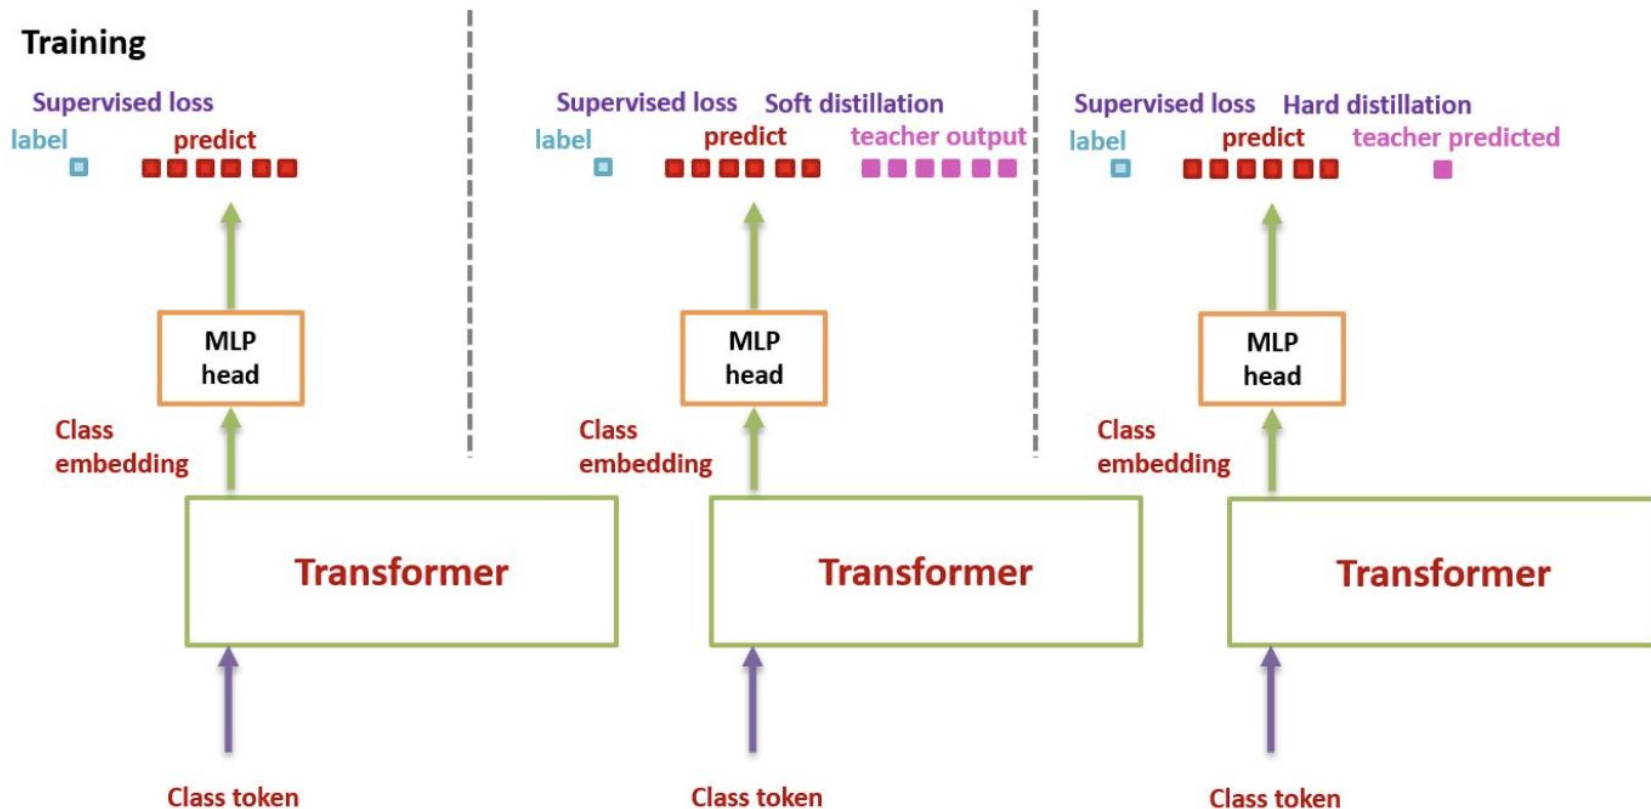 Training
Supervised loss
label
predict
MLP
head
Class
embedding
Transformer
Class token
Supervised loss
Soft distillation
label
predict
teacher output
MLP
head
Class
embedding
Transformer
Class token
Supervised loss
Hard distillation
label
predict
teacher predicted
MLP
head
Class
embedding
Transformer
Class token